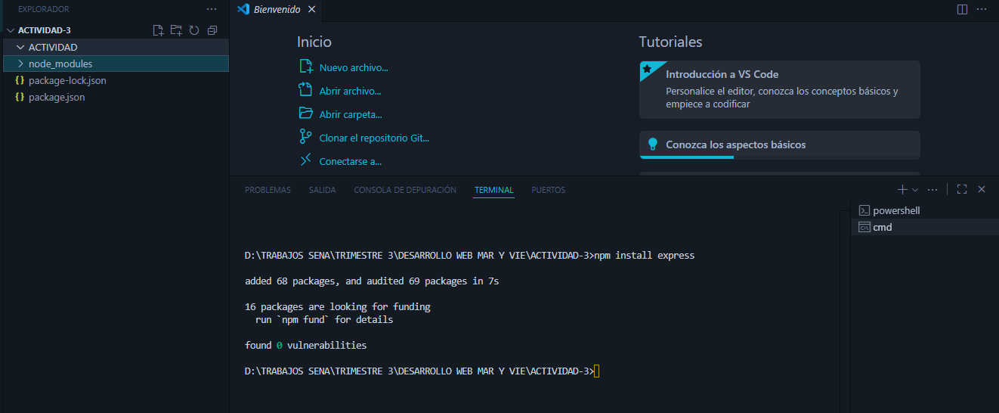 EXPLORADOR
ACTIVIDAD-3
ACTIVIDAD
node_modules
{} package-lock.json
{} package.json
Bienvenido
Inicio
Nuevo archivo...
Abrir archivo...
Abrir carpeta...
Clonar el repositorio Git...
Conectarse a...
Tutoriales
Introducción a VS Code
Personalice el editor, conozca los conceptos básicos y
empiece a codificar
Conozca los aspectos básicos
PROBLEMAS SALIDA CONSOLA DE DEPURACIÓN TERMINAL PUERTOS
D:\TRABAJOS SENA\TRIMESTRE 3\DESARROLLO WEB MAR Y VIE\ACTIVIDAD-3>npm install express
added 68 packages, and audited 69 packages in 7s
16 packages are looking for funding
run `npm fund` for details
found 0 vulnerabilities
D:\TRABAJOS SENA\TRIMESTRE 3\DESARROLLO WEB MAR Y VIE\ACTIVIDAD-3>
powershell
cmd